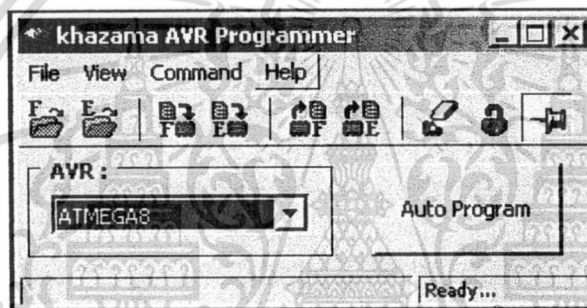 khazama AVR Programmer
File View Command Help
F E F E F E
AVR :
ATMEGA8
Auto Program
Ready...